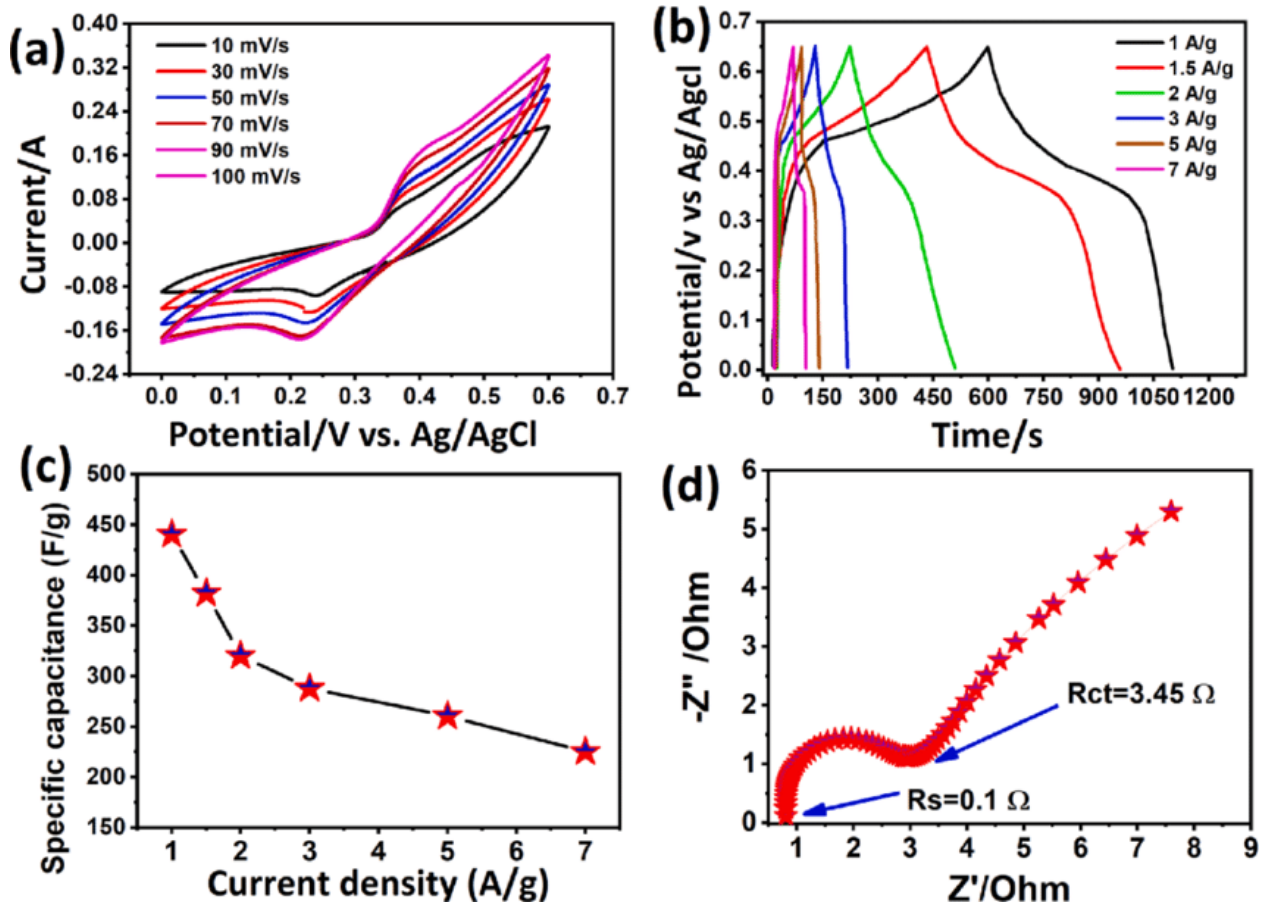 (a)
10 mV/s
30 mV/s
50 mV/s
70 mV/s
90 mV/s
100 mV/s
0.40
0.32
0.24
0.16
0.08
0.00
-0.08
-0.16
-0.24
Current/A
0.0 0.1 0.2 0.3 0.4 0.5 0.6 0.7
Potential/V vs. Ag/AgCl
(b)
1 A/g
1.5 A/g
2 A/g
3 A/g
5 A/g
7 A/g
0.7
0.6
0.5
0.4
0.3
0.2
0.1
0.0
Potential/v vs Ag/Agcl
0 150 300 450 600 750 900 1050 1200
Time/s
(c)
500
450
400
350
300
250
200
150
Specific capacitance (F/g)
1 2 3 4 5 6 7
Current density (A/g)
(d)
6
5
4
3
2
1
0
-Z" /Ohm
Rct=3.45 Ω
Rs=0.1 Ω
1 2 3 4 5 6 7 8 9
Z'/Ohm